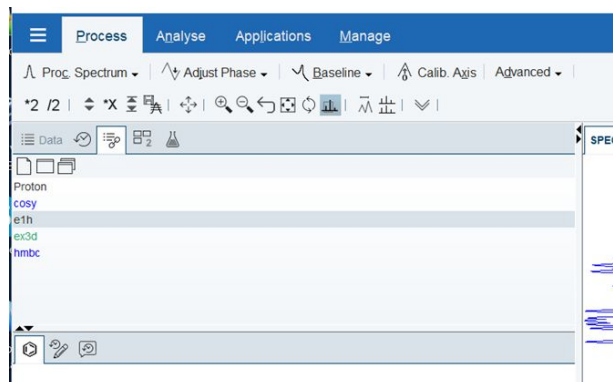 Process Analyse Applications Manage
Proc. Spectrum Adjust Phase Baseline Calib. Axis Advanced
*2 /2 *X
Data 2
SPE
Proton
cosy
e1h
ex3d
hmbc